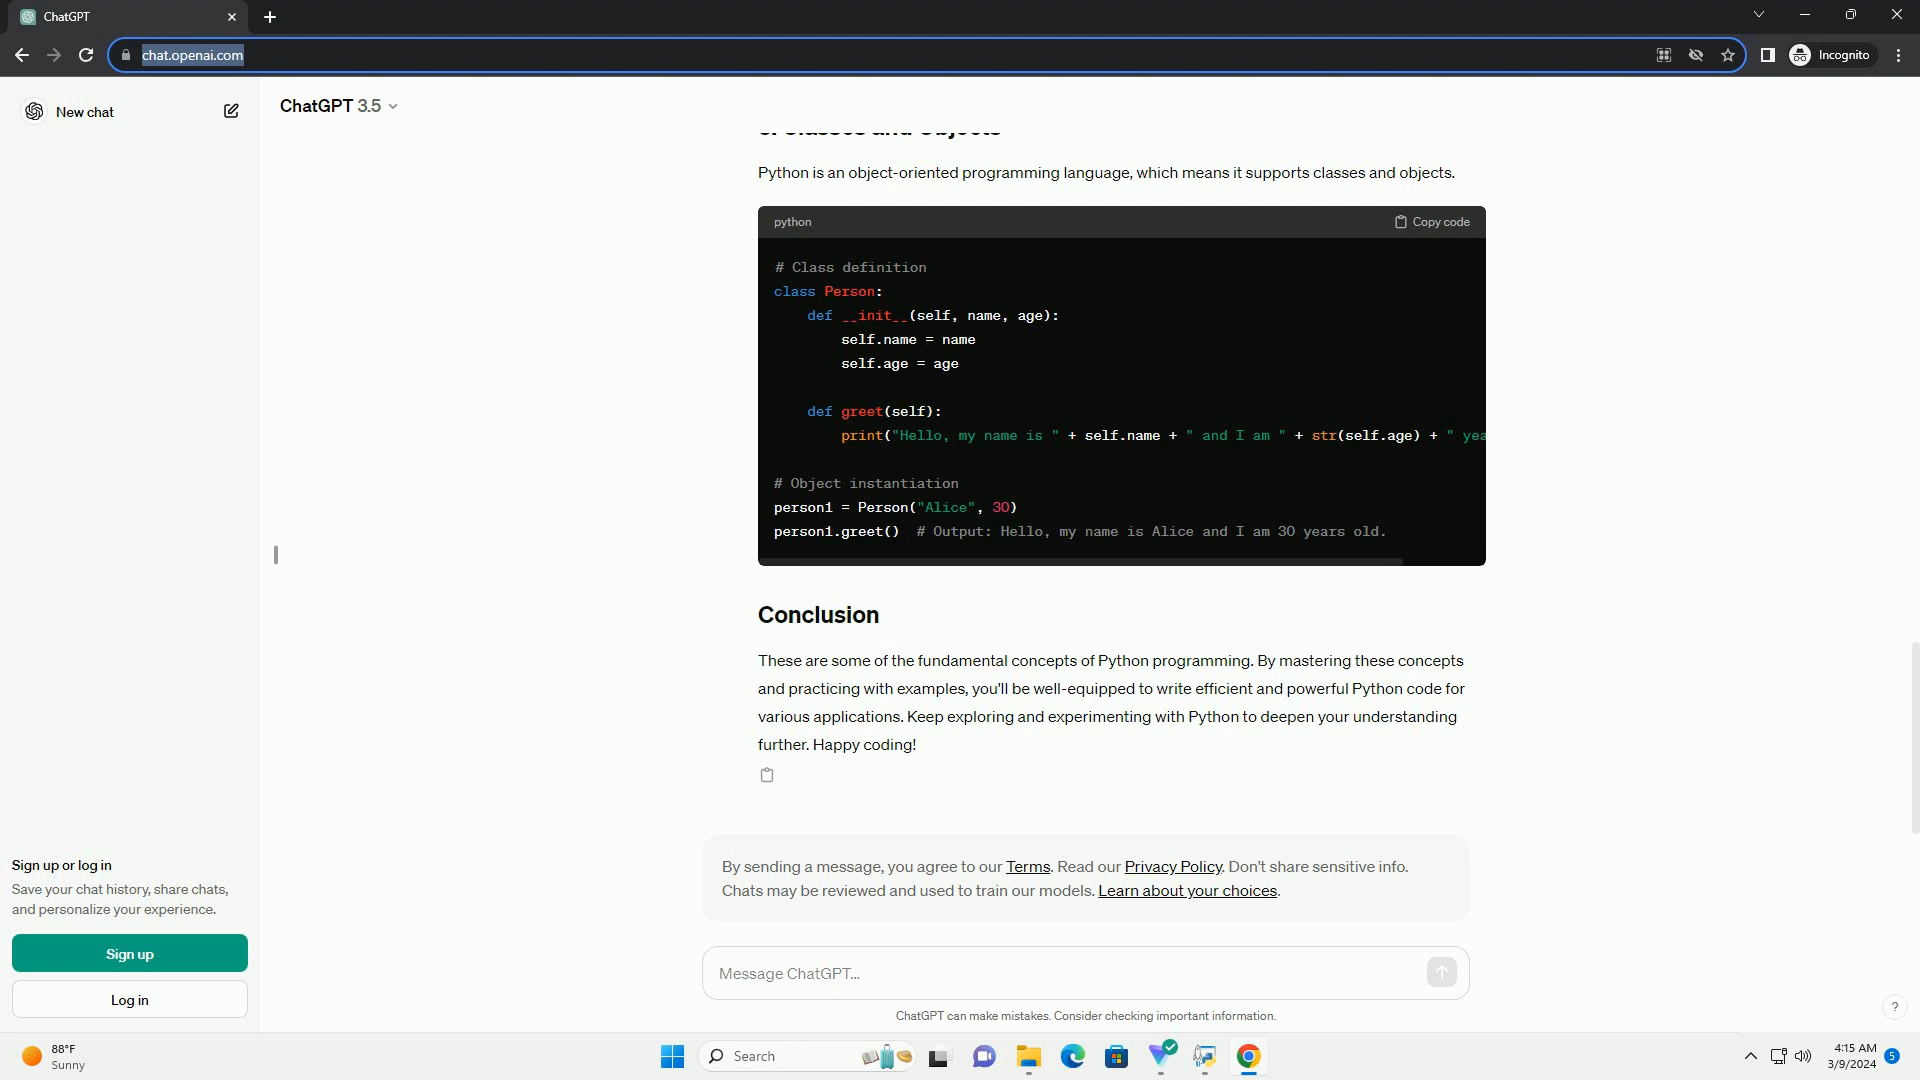 ChatGPT
chat.openai.com
Incognito
New chat
ChatGPT 3.5
Classes and Objects
Python is an object-oriented programming language, which means it supports classes and objects.
python
Copy code
# Class definition
class Person:
def __init__(self, name, age):
self.name = name
self.age = age
def greet(self):
print("Hello, my name is " + self.name + " and I am " + str(self.age) + " yea
# Object instantiation
person1 = Person("Alice", 30)
person1.greet()  # Output: Hello, my name is Alice and I am 30 years old.
Conclusion
These are some of the fundamental concepts of Python programming. By mastering these concepts
and practicing with examples, you'll be well-equipped to write efficient and powerful Python code for
various applications. Keep exploring and experimenting with Python to deepen your understanding
further. Happy coding!
Sign up or log in
Save your chat history, share chats,
and personalize your experience.
Sign up
Log in
By sending a message, you agree to our Terms. Read our Privacy Policy. Don't share sensitive info.
Chats may be reviewed and used to train our models. Learn about your choices.
Message ChatGPT...
ChatGPT can make mistakes. Consider checking important information.
?
88°F
Sunny
Search
4:15 AM
3/9/2024
5